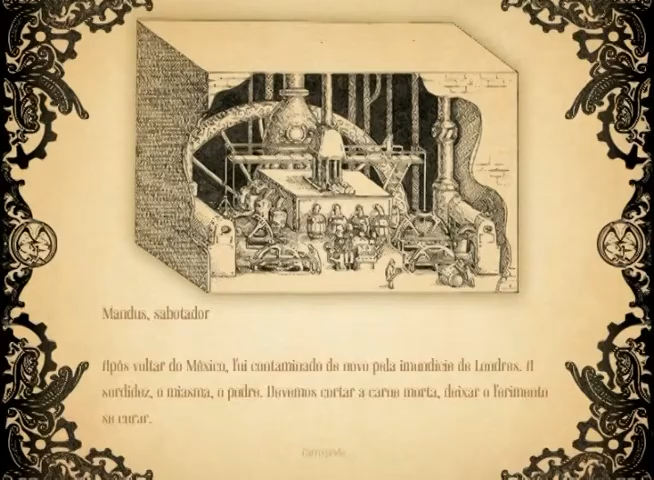 Mandus, sabotador
Após voltar do México, fui contaminado de novo pela imundície de Londres. A
sordidez, o miasma, o podre. Devemos cortar a carne morta, deixar o ferimento
se curar.
Carregando...